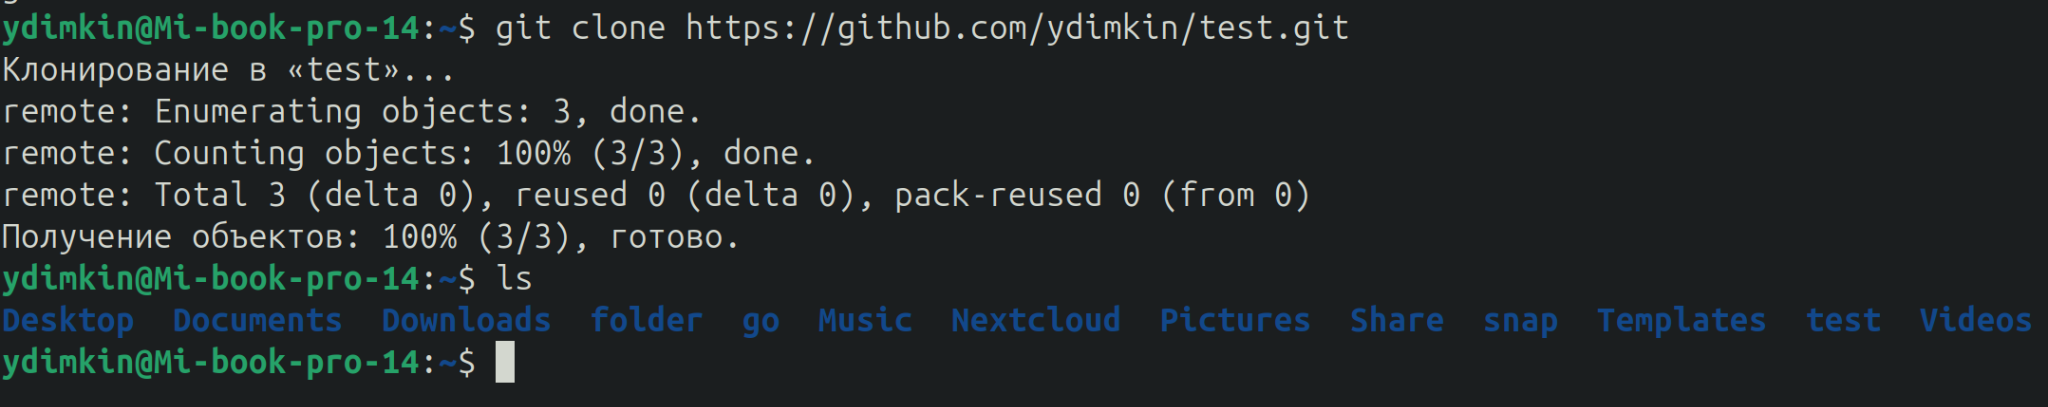 ydimkin@Mi-book-pro-14:~$ git clone https://github.com/ydimkin/test.git
Клонирование в «test»...
remote: Enumerating objects: 3, done.
remote: Counting objects: 100% (3/3), done.
remote: Total 3 (delta 0), reused 0 (delta 0), pack-reused 0 (from 0)
Получение объектов: 100% (3/3), готово.
ydimkin@Mi-book-pro-14:~$ ls
Desktop  Documents  Downloads  folder  go  Music  Nextcloud  Pictures  Share  snap  Templates  test  Videos
ydimkin@Mi-book-pro-14:~$